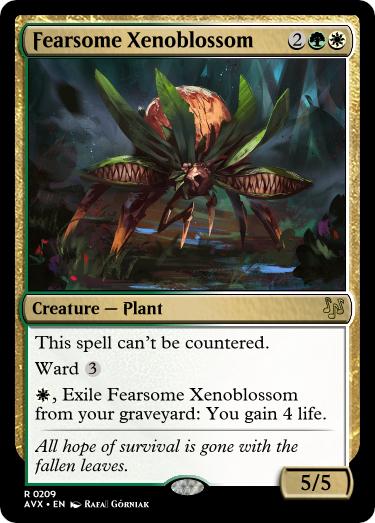 Fearsome Xenoblossom 2
Creature — Plant
This spell can't be countered.
Ward 3
, Exile Fearsome Xenoblossom
from your graveyard: You gain 4 life.
All hope of survival is gone with the
fallen leaves.
5/5
R 0209
AVX • EN Rafał Górniak